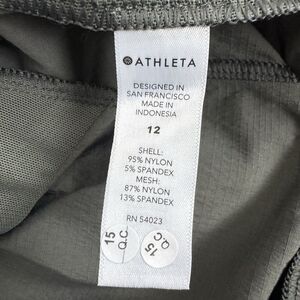 ATHLETA
DESIGNED IN
SAN FRANCISCO
MADE IN
INDONESIA
12
SHELL:
95% NYLON
5% SPANDEX
MESH:
87% NYLON
13% SPANDEX
RN 54023
15
Q.C
15
Q.C